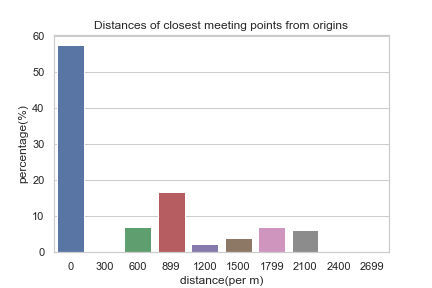 Distances of closest meeting points from origins
60
50
40
30
20
10
0
percentage(%)
0 300 600 899 1200 1500 1799 2100 2400 2699
distance(per m)